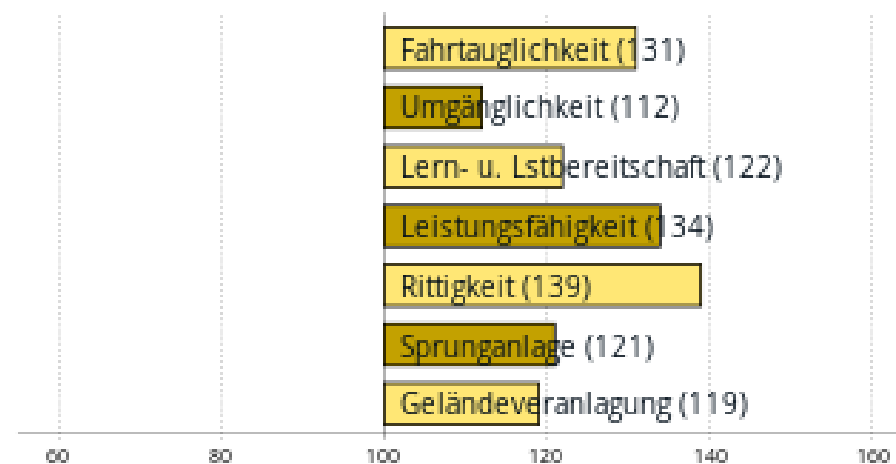 Fahrtauglichkeit (131)
Umgänglichkeit (112)
Lern- u. Lstbereitschaft (122)
Leistungsfähigkeit (134)
Rittigkeit (139)
Sprunganlage (121)
Geländeveranlagung (119)
60 80 100 120 140 160